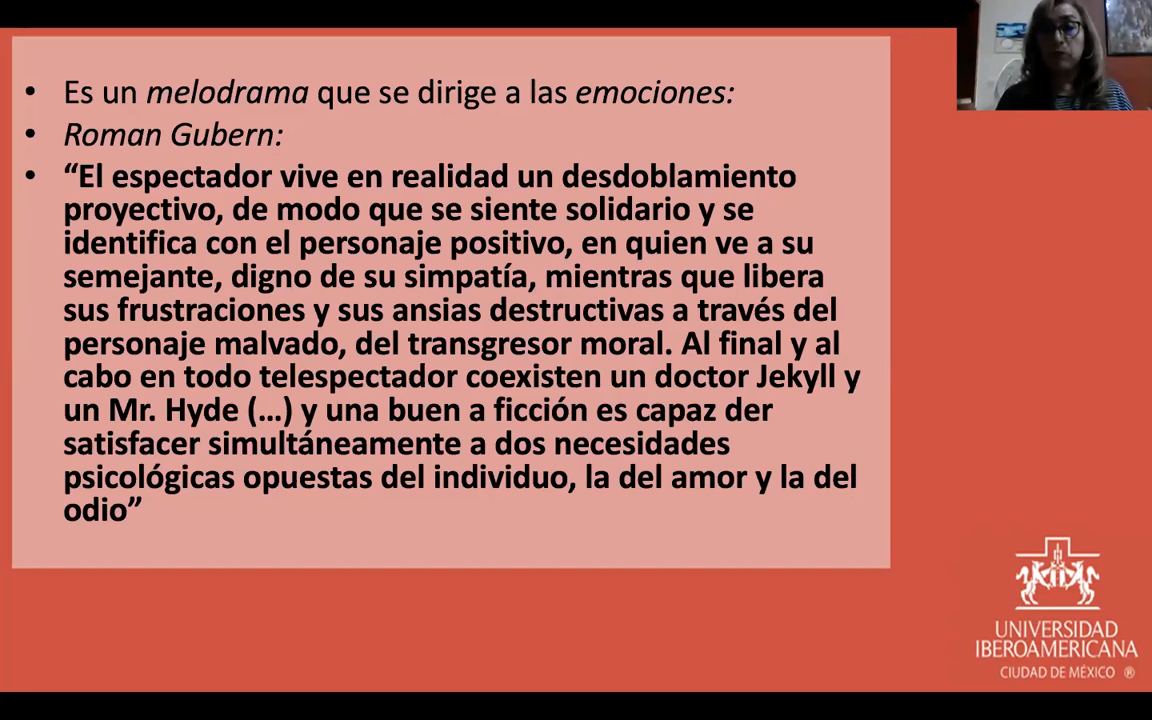 • Es un melodrama que se dirige a las emociones:
• Roman Gubern:
• “El espectador vive en realidad un desdoblamiento
proyectivo, de modo que se siente solidario y se
identifica con el personaje positivo, en quien ve a su
semejante, digno de su simpatía, mientras que libera
sus frustraciones y sus ansias destructivas a través del
personaje malvado, del transgresor moral. Al final y al
cabo en todo telespectador coexisten un doctor Jekyll y
un Mr. Hyde (…) y una buen a ficción es capaz der
satisfacer simultáneamente a dos necesidades
psicológicas opuestas del individuo, la del amor y la del
odio”
UNIVERSIDAD
IBEROAMERICANA
CIUDAD DE MÉXICO ®